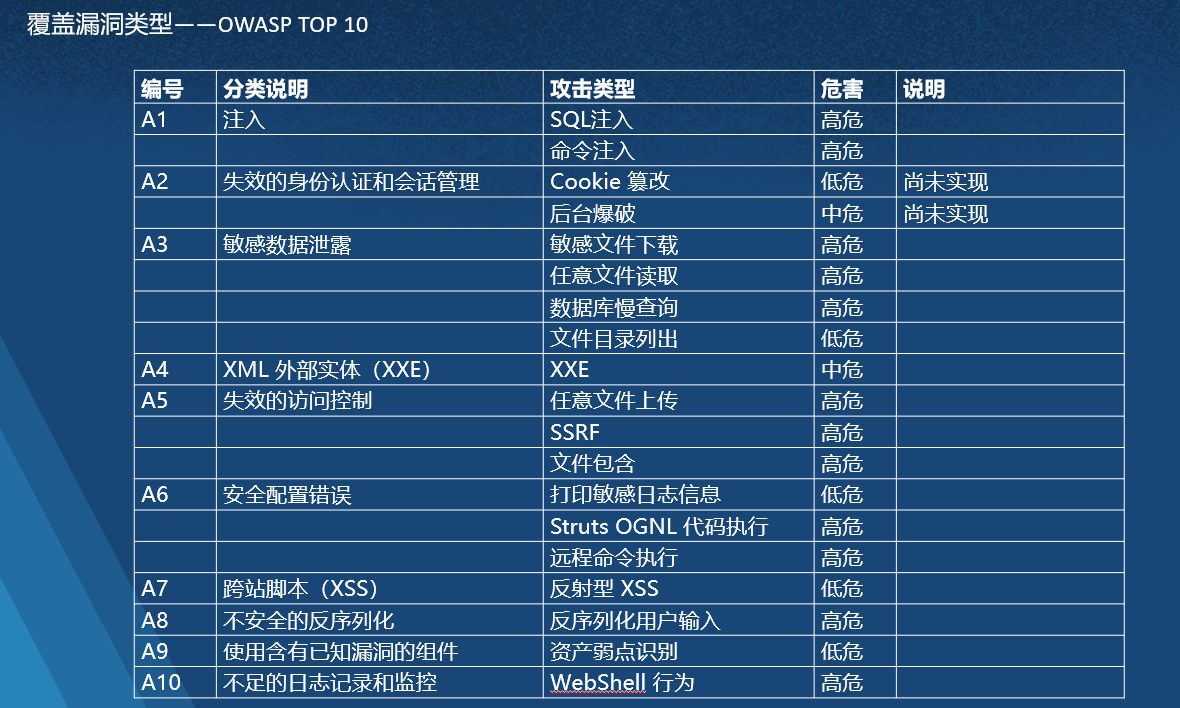 覆盖漏洞类型——OWASP TOP 10
编号 分类说明 攻击类型 危害 说明
A1 注入 SQL注入 高危
命令注入 高危
A2 失效的身份认证和会话管理 Cookie 篡改 低危 尚未实现
后台爆破 中危 尚未实现
A3 敏感数据泄露 敏感文件下载 高危
任意文件读取 高危
数据库慢查询 高危
文件目录列出 低危
A4 XML 外部实体（XXE） XXE 中危
A5 失效的访问控制 任意文件上传 高危
SSRF 高危
文件包含 高危
A6 安全配置错误 打印敏感日志信息 低危
Struts OGNL 代码执行 高危
远程命令执行 高危
A7 跨站脚本（XSS） 反射型 XSS 低危
A8 不安全的反序列化 反序列化用户输入 高危
A9 使用含有已知漏洞的组件 资产弱点识别 低危
A10 不足的日志记录和监控 WebShell 行为 高危